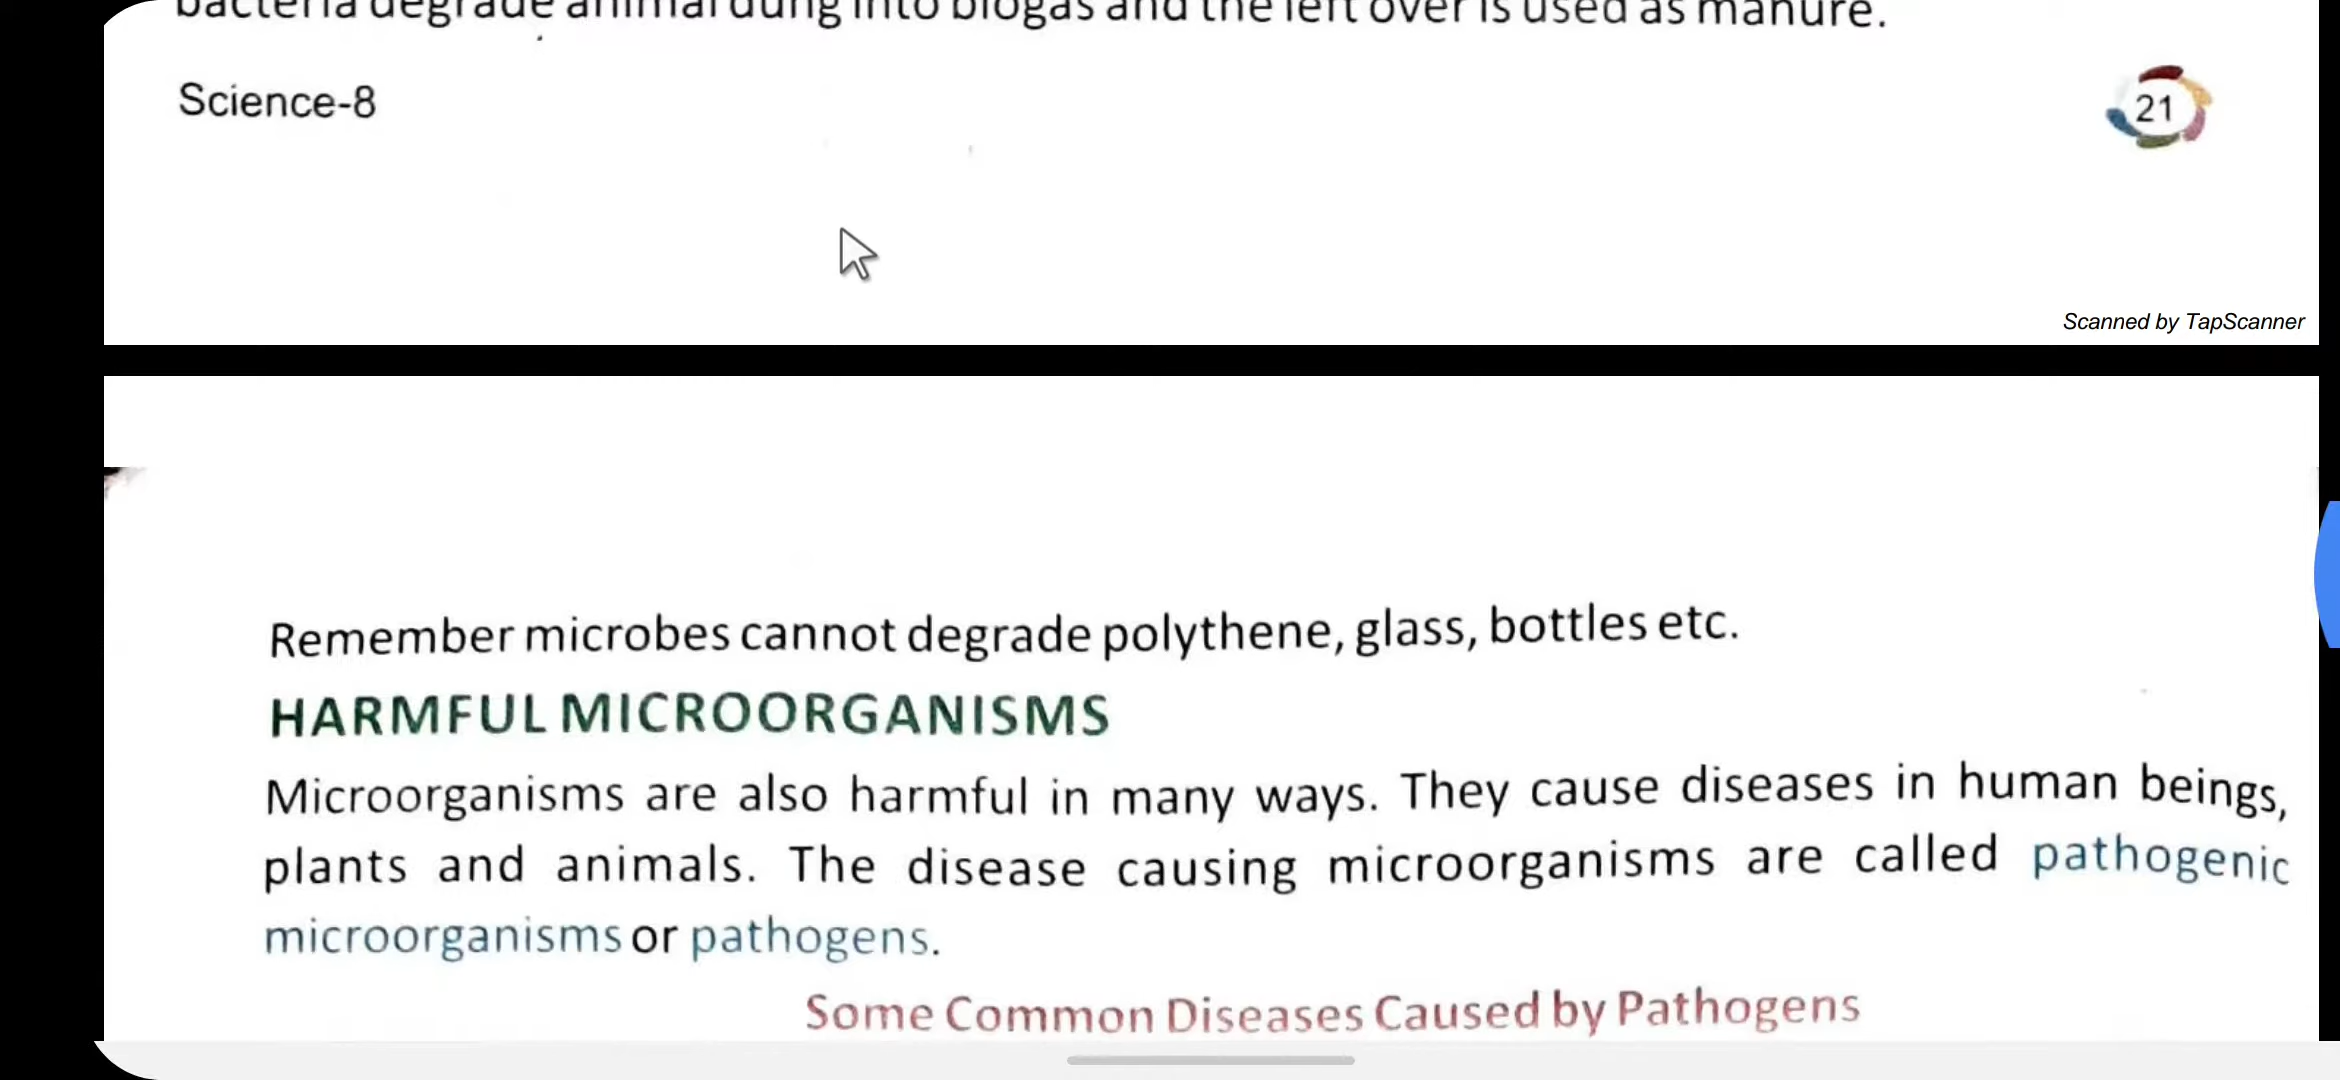 bacteria degrade animal dung into biogas and the left over is used as manure.
Science-8
21
Scanned by TapScanner
Remember microbes cannot degrade polythene, glass, bottles etc.
HARMFUL MICROORGANISMS
Microorganisms are also harmful in many ways. They cause diseases in human beings,
plants and animals. The disease causing microorganisms are called pathogenic
microorganisms or pathogens.
Some Common Diseases Caused by Pathogens